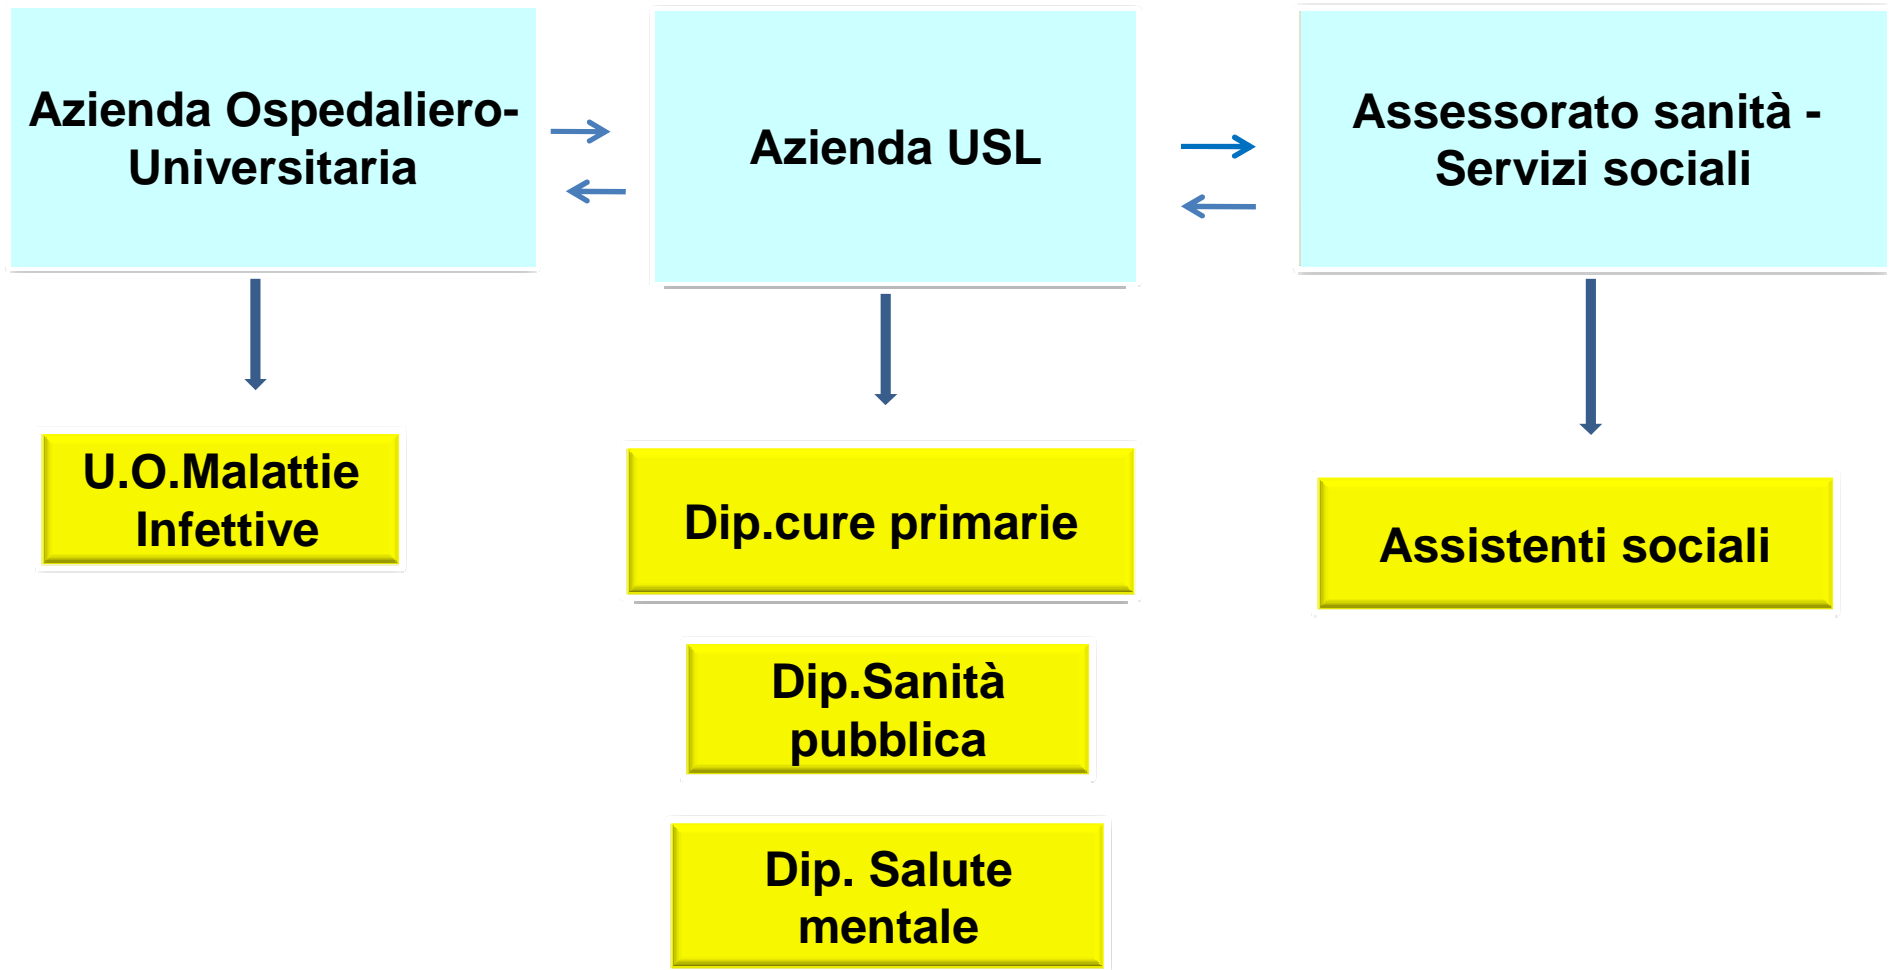 Azienda Ospedaliero-
Universitaria
Azienda USL
Assessorato sanità -
Servizi sociali
U.O.Malattie
Infettive
Dip.cure primarie
Assistenti sociali
Dip.Sanità
pubblica
Dip. Salute
mentale